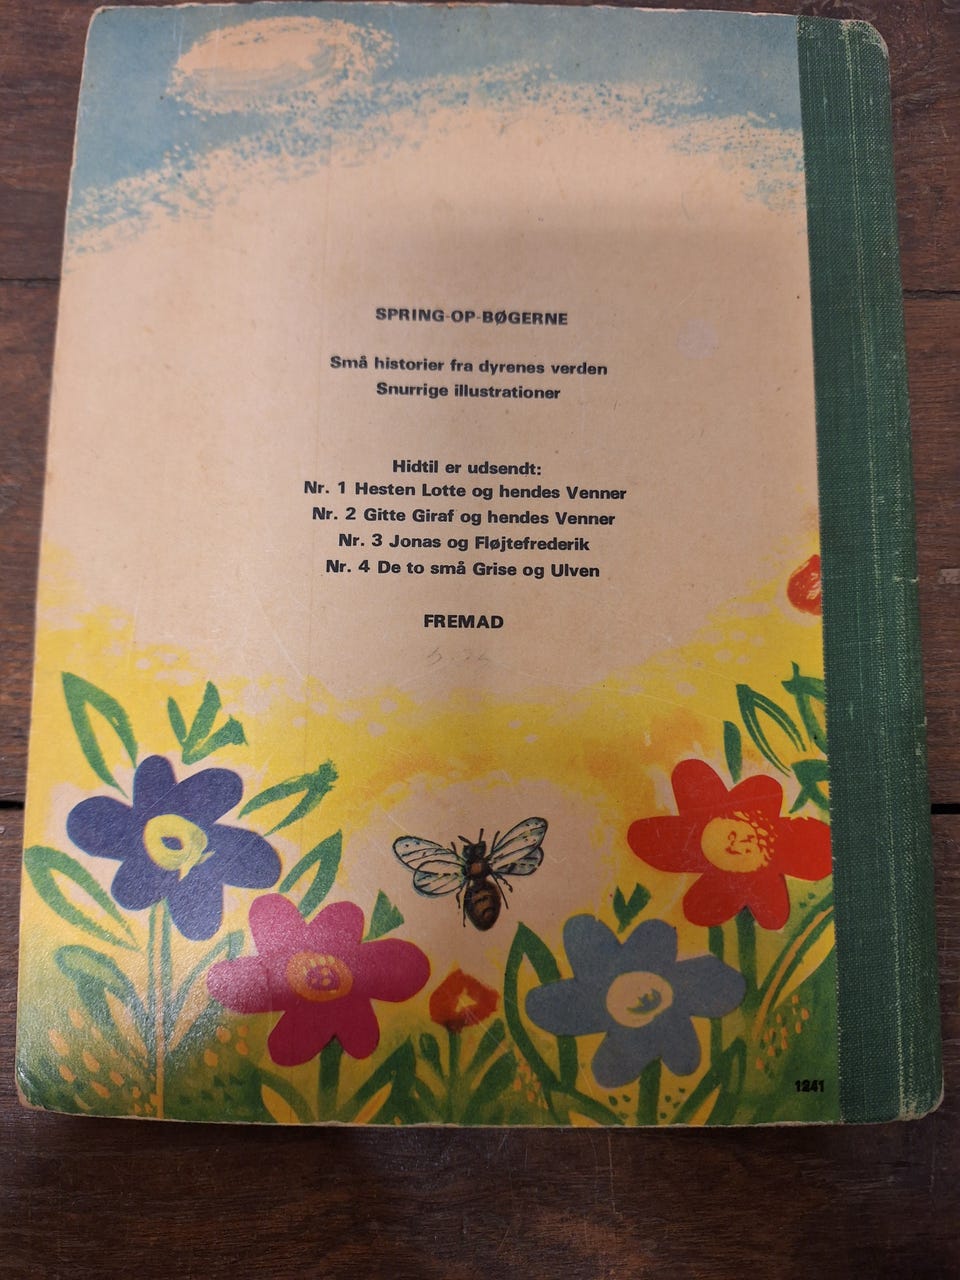 SPRING-OP-BØGERNE
Små historier fra dyrenes verden
Snurrige illustrationer
Hidtil er udsendt:
Nr. 1 Hesten Lotte og hendes Venner
Nr. 2 Gitte Giraf og hendes Venner
Nr. 3 Jonas og Fløjtefrederik
Nr. 4 De to små Grise og Ulven
FREMAD
1241